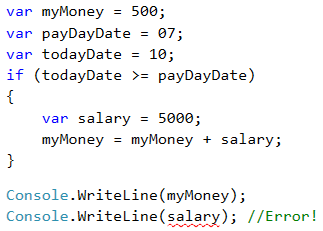 var myMoney = 500;
var payDayDate = 07;
var todayDate = 10;
if (todayDate >= payDayDate)
{
    var salary = 5000;
    myMoney = myMoney + salary;
}
Console.WriteLine(myMoney);
Console.WriteLine(salary); //Error!